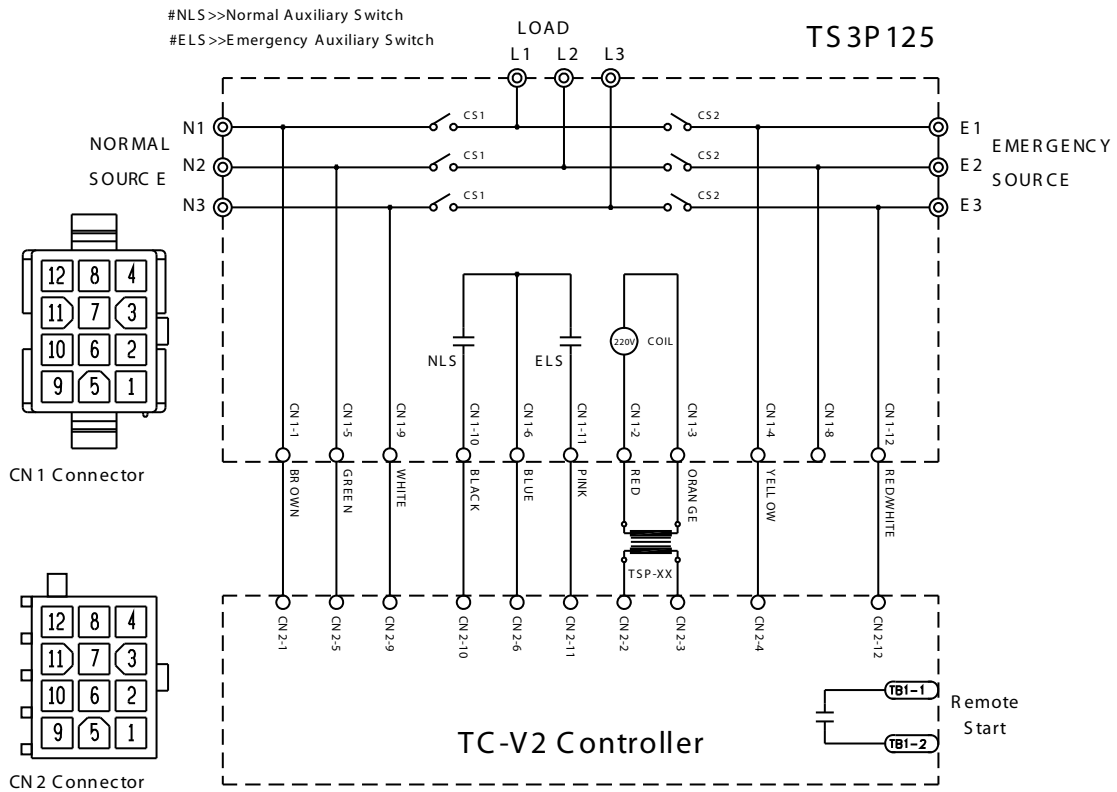 #NLS>>Normal Auxiliary Switch
#ELS>>Emergency Auxiliary Switch
LOAD
TS3P125
L1 L2 L3
N1 CS1 CS2 E1
NORMAL
SOURCE
EMERGENCY
SOURCE
N2 CS1 CS2 E2
N3 CS1 CS2 E3
12 8 4
11 7 3
10 6 2
9 5 1
CN1 Connector
NLS
ELS
220V
COIL
CN1-1
CN1-5
CN1-9
CN1-10
CN1-6
CN1-11
CN1-2
CN1-3
CN1-4
CN1-8
CN1-12
BROWN
GREEN
WHITE
BLACK
BLUE
PINK
RED
ORANGE
YELLOW
RED/WHITE
TSP-XX
CN2-1
CN2-5
CN2-9
CN2-10
CN2-6
CN2-11
CN2-2
CN2-3
CN2-4
CN2-12
12 8 4
11 7 3
10 6 2
9 5 1
CN2 Connector
TC-V2 Controller
TB1-1
TB1-2
Remote
Start